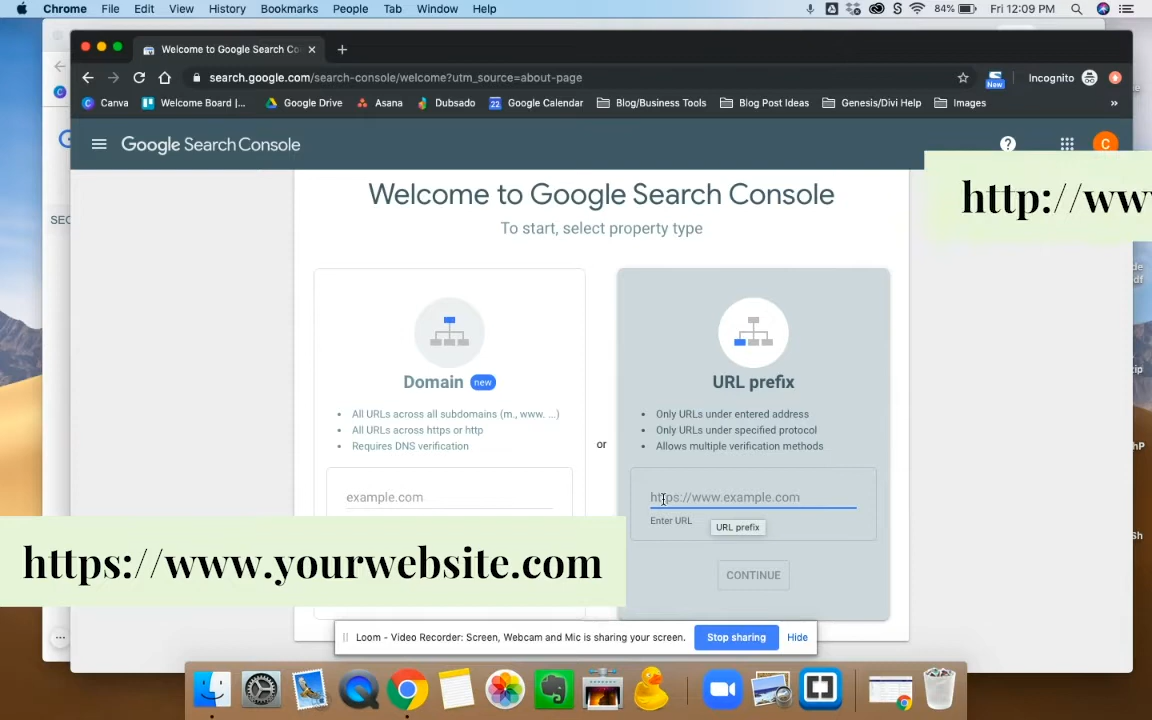 Chrome File Edit View History Bookmarks People Tab Window Help 84% Fri 12:09 PM
Welcome to Google Search Co
search.google.com/search-console/welcome?utm_source=about-page New Incognito
Canva Welcome Board |... Google Drive Asana Dubsado 22 Google Calendar Blog/Business Tools Blog Post Ideas Genesis/Divi Help Images »
Google Search Console ? C
http://ww
Welcome to Google Search Console
SEC
To start, select property type
Domain new
All URLs across all subdomains (m., www. ...)
All URLs across https or http
Requires DNS verification
example.com
or
URL prefix
Only URLs under entered address
Only URLs under specified protocol
Allows multiple verification methods
https://www.example.com
Enter URL
URL prefix
CONTINUE
https://www.yourwebsite.com
Loom - Video Recorder: Screen, Webcam and Mic is sharing your screen. Stop sharing Hide